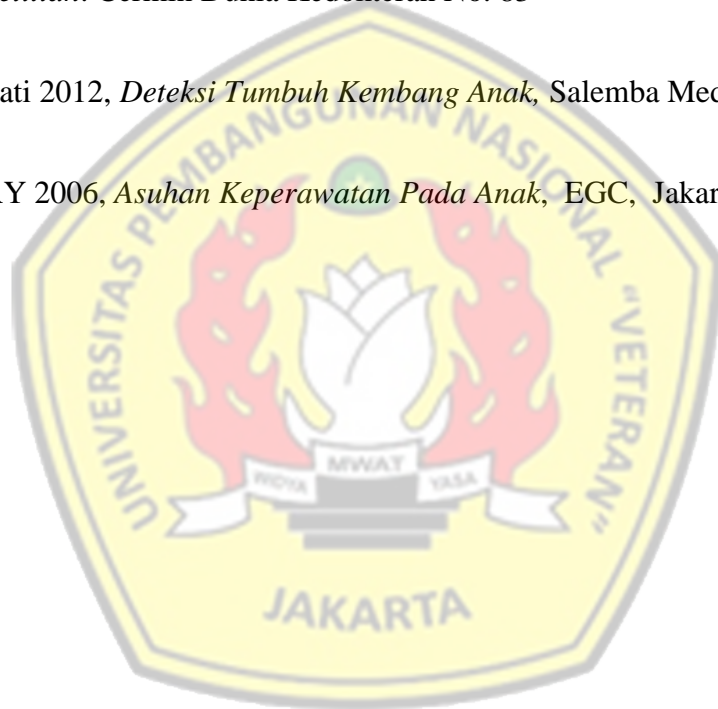 Cermin Dunia Kedokteran No. 83
ati 2012, Deteksi Tumbuh Kembang Anak, Salemba Med
RY 2006, Asuhan Keperawatan Pada Anak, EGC, Jakar
UNIVERSITAS PEMBANGUNAN NASIONAL "VETERAN"
WIDYA MWAT YASA
JAKARTA